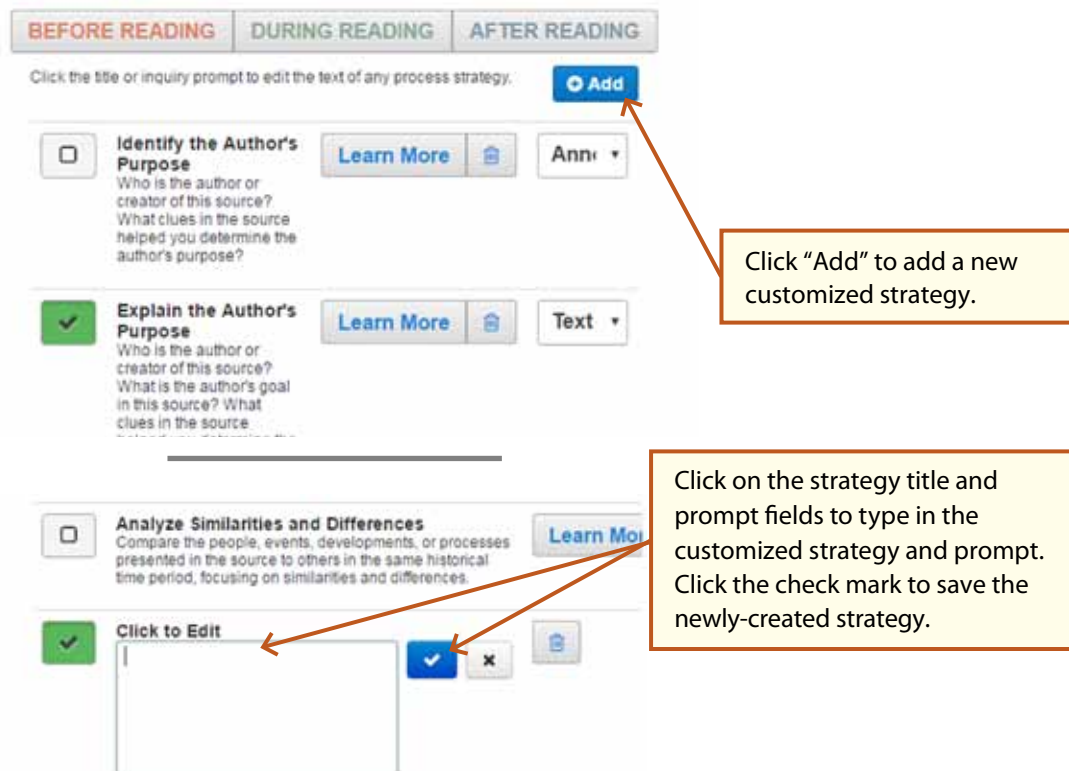 BEFORE READING DURING READING AFTER READING
Click the title or inquiry prompt to edit the text of any process strategy.
Add
Identify the Author's
Purpose
Who is the author or
creator of this source?
What clues in the source
helped you determine the
author's purpose?
Learn More
Click “Add” to add a new
customized strategy.
Explain the Author's
Purpose
Who is the author or
creator of this source?
What is the author's goal
in this source? What
clues in the source
Learn More
Text
Click on the strategy title and
prompt fields to type in the
customized strategy and prompt.
Click the check mark to save the
newly-created strategy.
Analyze Similarities and Differences
Compare the people, events, developments, or processes
presented in the source to others in the same historical
time period, focusing on similarities and differences.
Learn
Click to Edit